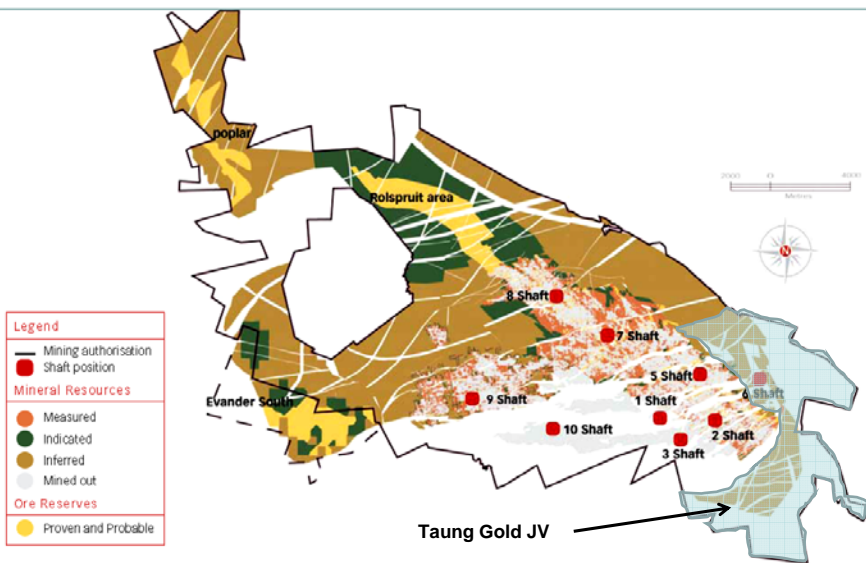 poplar
Rolspruit area
2000 0 4000
Metres
N
8 Shaft
7 Shaft
5 Shaft
6 Shaft
1 Shaft
9 Shaft
2 Shaft
10 Shaft
3 Shaft
Evander South
Legend
Mining authorisation
Shaft position
Mineral Resources
Measured
Indicated
Inferred
Mined out
Ore Reserves
Proven and Probable
Taung Gold JV